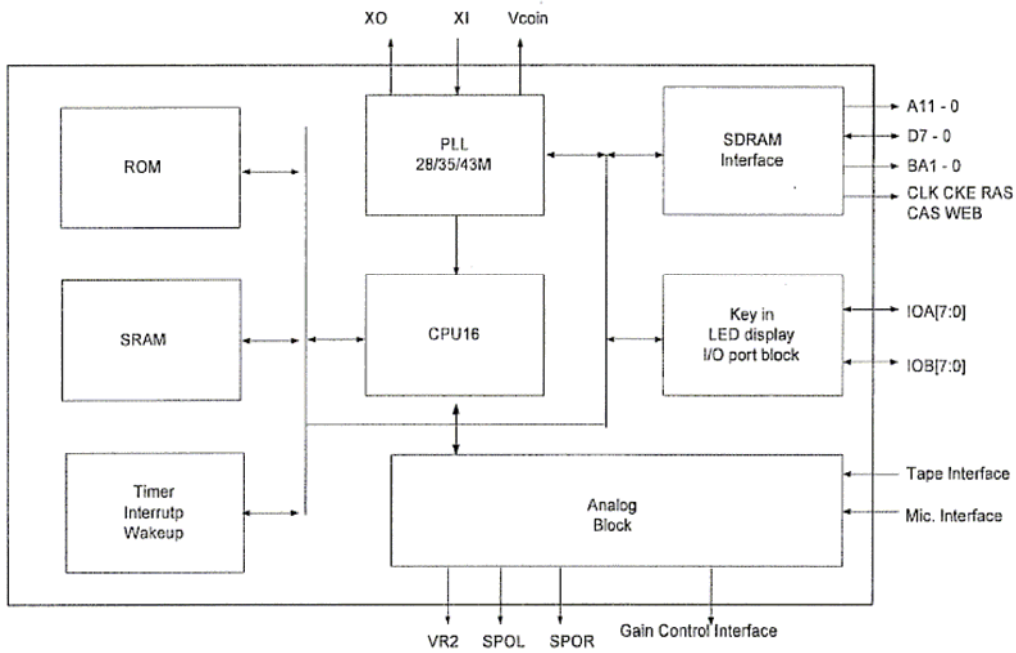 XO
XI
Vcoin
ROM
PLL
28/35/43M
SDRAM
Interface
A11 - 0
D7 - 0
BA1 - 0
CLK CKE RAS
CAS WEB
SRAM
CPU16
Key in
LED display
I/O port block
IOA[7:0]
IOB[7:0]
Timer
Interrutp
Wakeup
Analog
Block
Tape Interface
Mic. Interface
VR2
SPOL
SPOR
Gain Control Interface